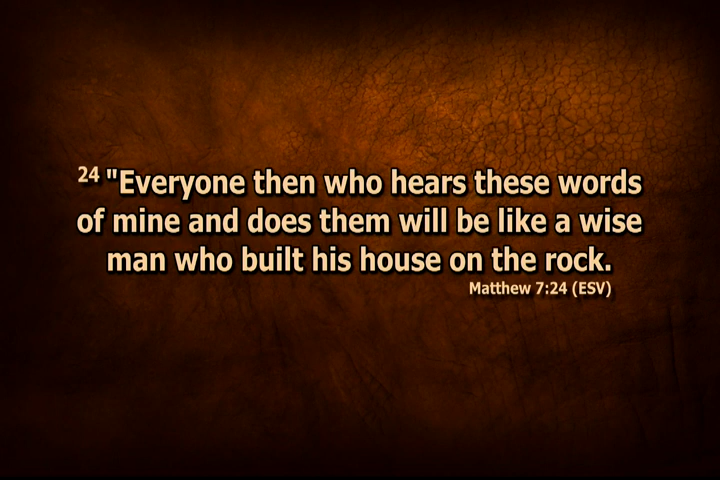 24 "Everyone then who hears these words
of mine and does them will be like a wise
man who built his house on the rock.
Matthew 7:24 (ESV)